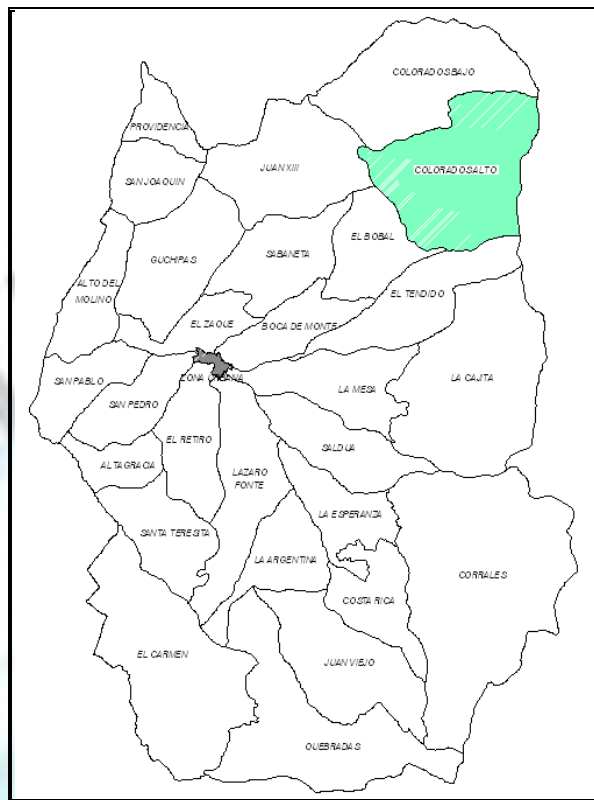 COLORADOS BAJO
PROVIDENCIA
JUAN XIII
COLORADOS ALTO
SAN JOAQUIN
EL BOBAL
GUCHIPAS
SABANETA
ALTO DEL
MOLINO
EL TENDIDO
EL ZAQUE
BOCA DE MONTE
ZONA URBANA
SAN PABLO
LA CAJITA
LA MESA
SAN PEDRO
EL RETIRO
SALDUA
ALTAGRACIA
LAZARO
FONTE
LA ESPERANZA
SANTA TERESITA
LA ARGENTINA
CORRALES
COSTA RICA
EL CARMEN
JUAN VIEJO
QUEBRADAS